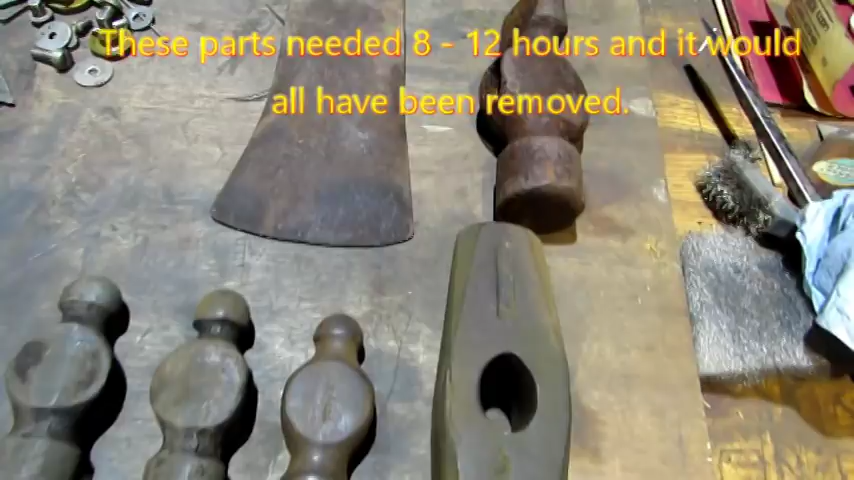 These parts needed 8 - 12 hours and it would
all have been removed.